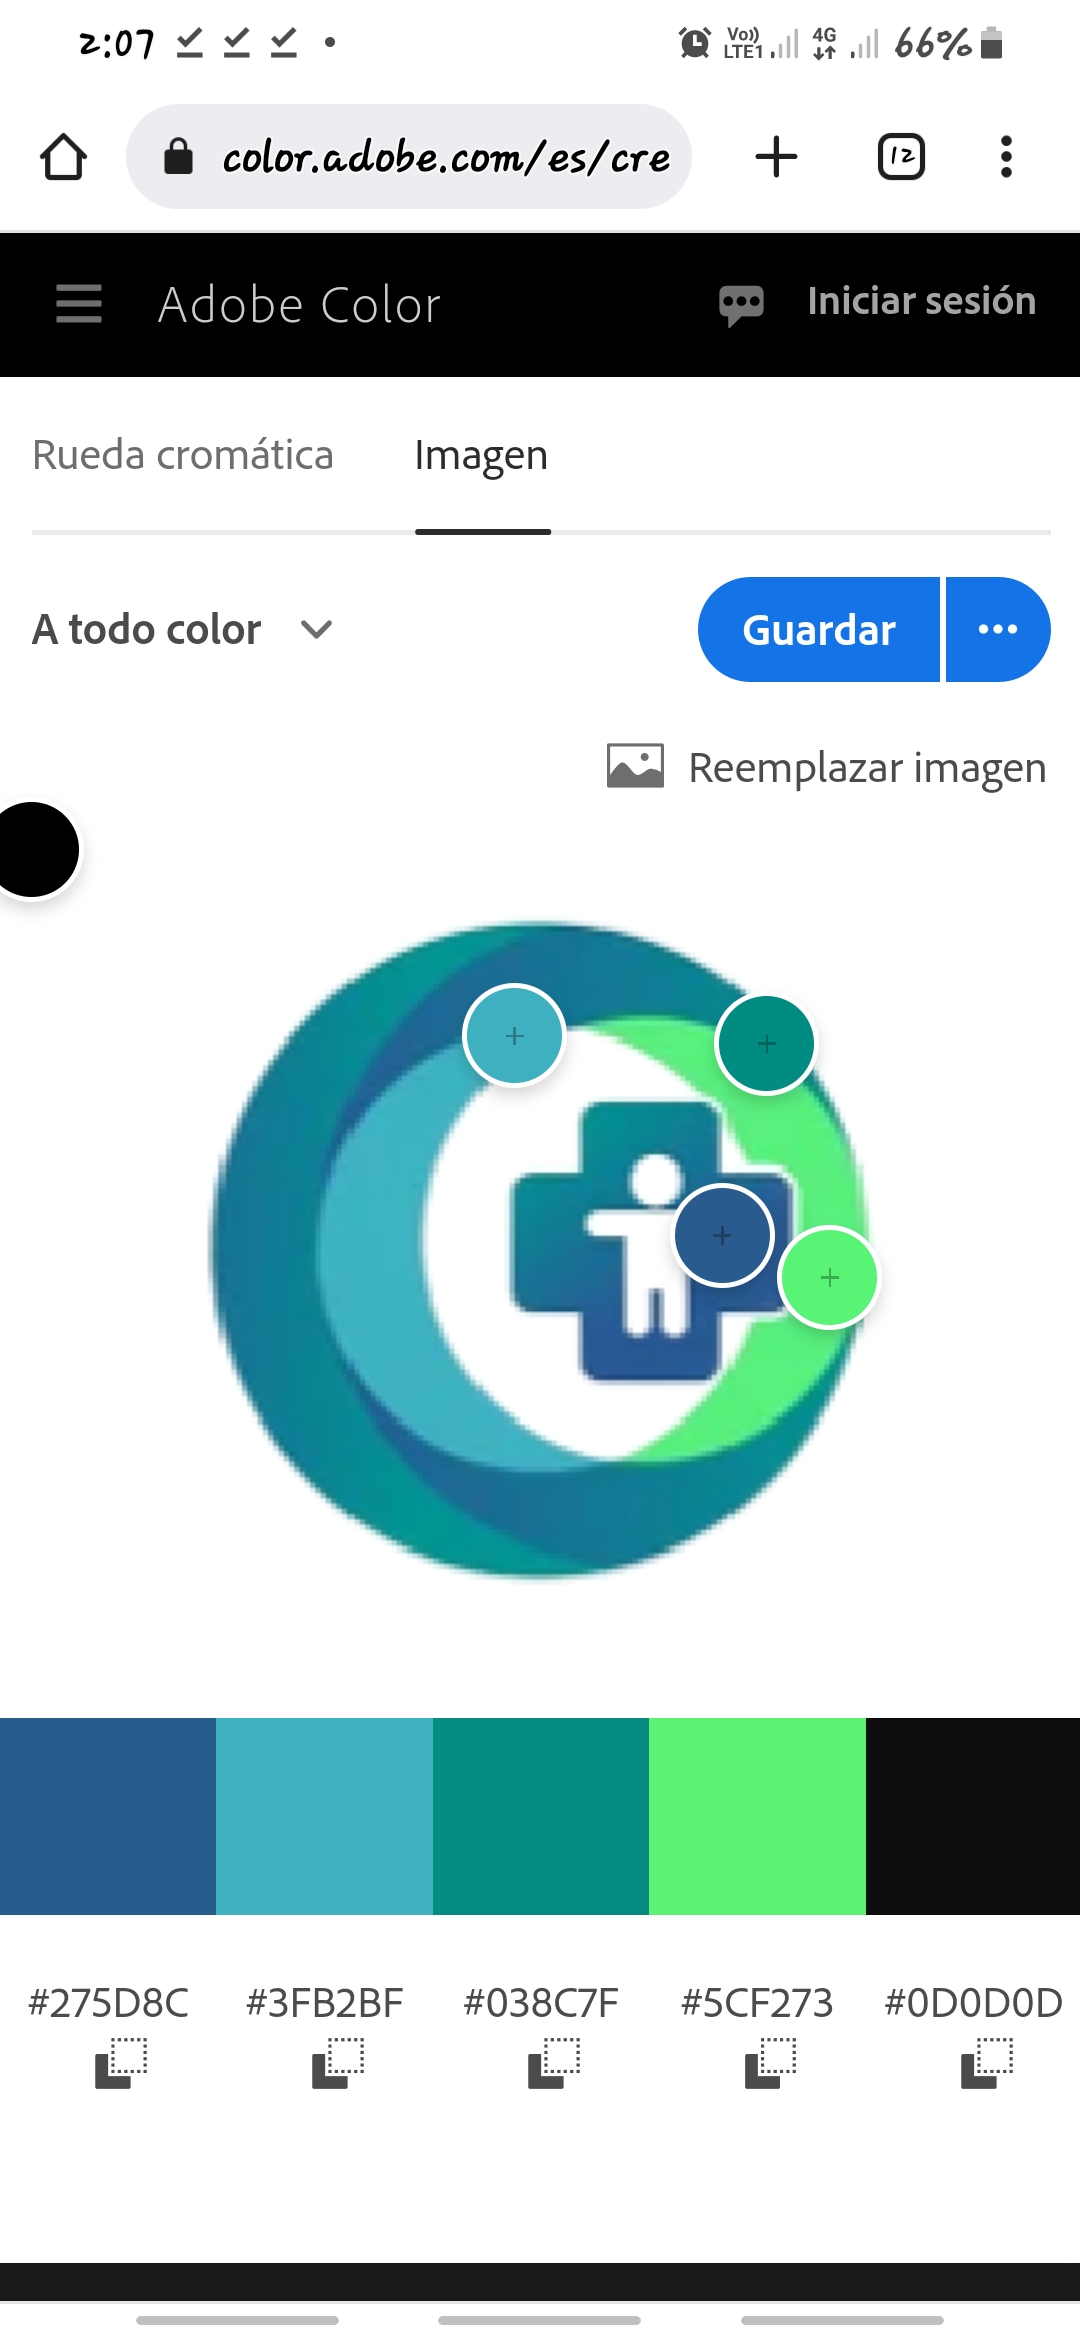 2:07
Vo)) LTE1 4G 66%
color.adobe.com/es/cre
12
Adobe Color
Iniciar sesión
Rueda cromática Imagen
A todo color
Guardar
Reemplazar imagen
#275D8C #3FB2BF #038C7F #5CF273 #0D0D0D